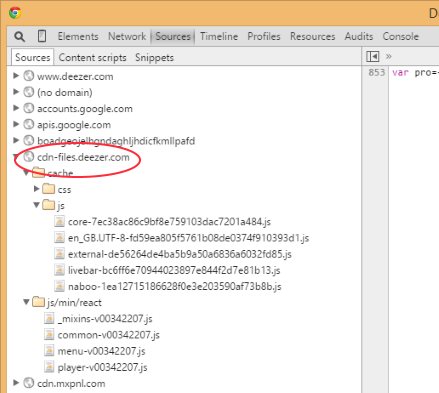 D
Elements Network Sources Timeline Profiles Resources Audits Console
Sources Content scripts Snippets
»
853 var pro=
www.deezer.com
(no domain)
accounts.google.com
apis.google.com
boadgeojelhgndaghljhdicfkmllpafd
cdn-files.deezer.com
cache
css
js
core-7ec38ac86c9bf8e759103dac7201a484.js
en_GB.UTF-8-fd59ea805f5761b08de0374f910393d1.js
external-de56264de4ba5b9a50a6836a6032fd85.js
livebar-bc6ff6e70944023897e844f2d7e81b13.js
naboo-1ea12715186628f0e3e203590af73b8b.js
js/min/react
_mixins-v00342207.js
common-v00342207.js
menu-v00342207.js
player-v00342207.js
cdn.mxpnl.com